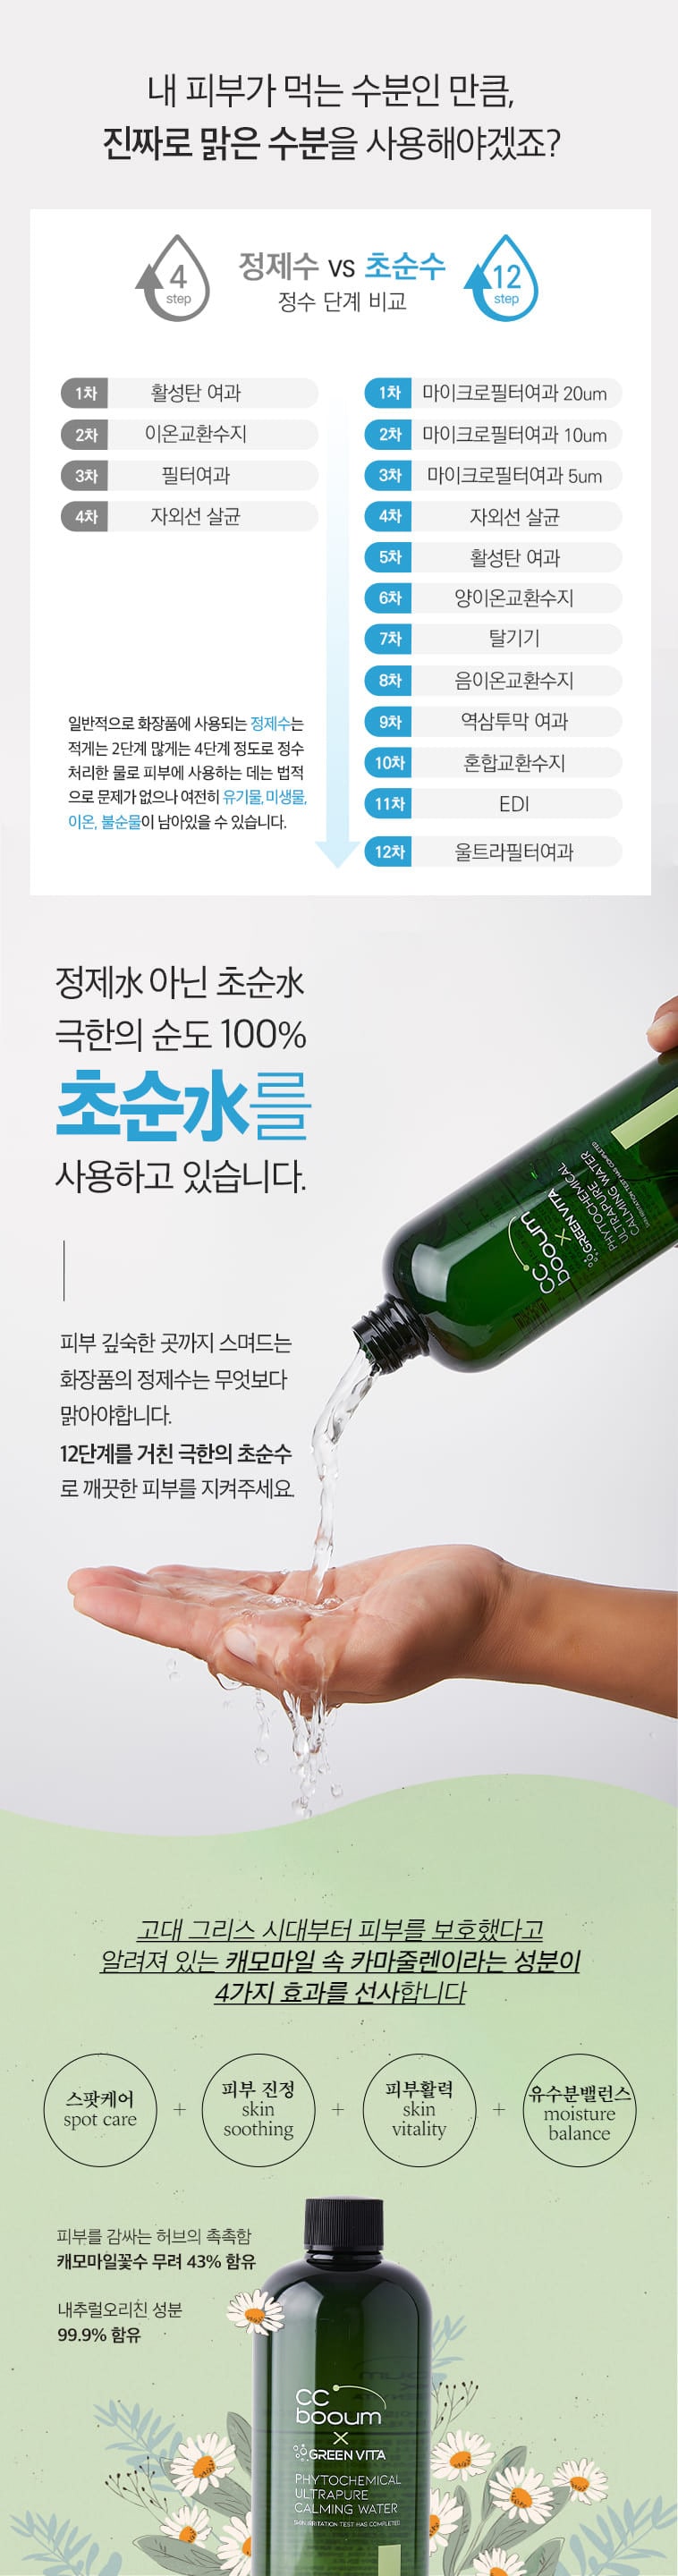 내 피부가 먹는 수분인 만큼,
진짜로 맑은 수분을 사용해야겠죠?
4
step
정제수 vs 초순수
정수 단계 비교
12
step
1차 활성탄 여과
2차 이온교환수지
3차 필터여과
4차 자외선 살균
일반적으로 화장품에 사용되는 정제수는
적게는 2단계 많게는 4단계 정도로 정수
처리한 물로 피부에 사용하는 데는 법적
으로 문제가 없으나 여전히 유기물, 미생물,
이온, 불순물이 남아있을 수 있습니다.
1차 마이크로필터여과 20um
2차 마이크로필터여과 10um
3차 마이크로필터여과 5um
4차 자외선 살균
5차 활성탄 여과
6차 양이온교환수지
7차 탈기기
8차 음이온교환수지
9차 역삼투막 여과
10차 혼합교환수지
11차 EDI
12차 울트라필터여과
정제水 아닌 초순水
극한의 순도 100%
초순水를
사용하고 있습니다.
CC
booum
X
GREEN VITA
PHYTOCHEMICAL
ULTRAPURE
CALMING WATER
SKIN IRRITATION TEST HAS COMPLETED
피부 깊숙한 곳까지 스며드는
화장품의 정제수는 무엇보다
맑아야합니다.
12단계를 거친 극한의 초순수
로 깨끗한 피부를 지켜주세요.
고대 그리스 시대부터 피부를 보호했다고
알려져 있는 캐모마일 속 카마줄렌이라는 성분이
4가지 효과를 선사합니다
스팟케어
spot care
+
피부 진정
skin
soothing
+
피부활력
skin
vitality
+
유수분밸런스
moisture
balance
피부를 감싸는 허브의 촉촉함
캐모마일꽃수 무려 43% 함유
내추럴오리진 성분
99.9% 함유
CC
booum
X
GREEN VITA
PHYTOCHEMICAL
ULTRAPURE
CALMING WATER
SKIN IRRITATION TEST HAS COMPLETED